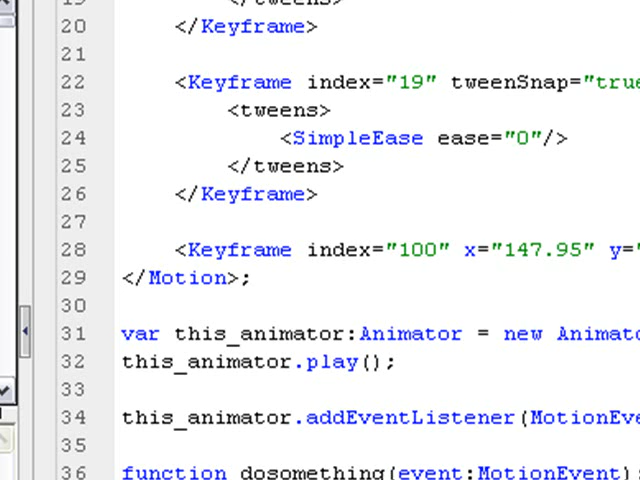 19 </tweens>
20 </Keyframe>
21
22 <Keyframe index="19" tweenSnap="true
23 <tweens>
24 <SimpleEase ease="0"/>
25 </tweens>
26 </Keyframe>
27
28 <Keyframe index="100" x="147.95" y="
29 </Motion>;
30
31 var this_animator:Animator = new Animato
32 this_animator.play();
33
34 this_animator.addEventListener(MotionEve
35
36 function dosomething(event:MotionEvent):